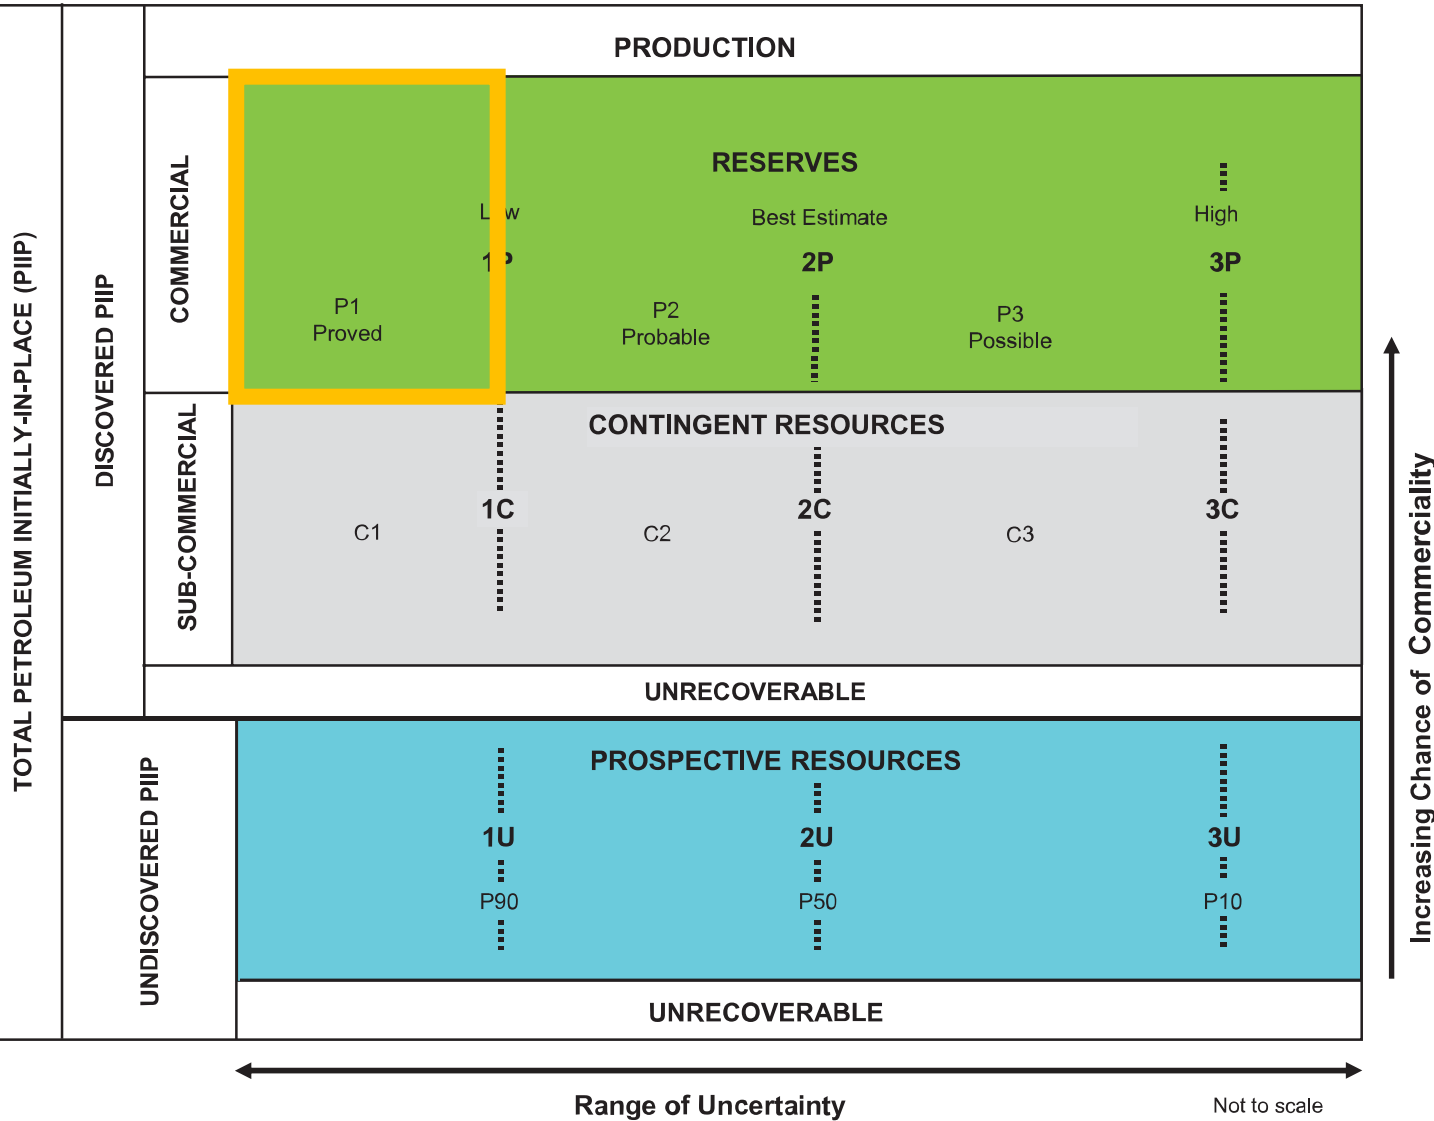 TOTAL PETROLEUM INITIALLY-IN-PLACE (PIIP)
DISCOVERED PIIP
UNDISCOVERED PIIP
COMMERCIAL
SUB-COMMERCIAL
PRODUCTION
RESERVES
Low
Best Estimate
High
1P
2P
3P
P1
Proved
P2
Probable
P3
Possible
CONTINGENT RESOURCES
1C
2C
3C
C1
C2
C3
UNRECOVERABLE
PROSPECTIVE RESOURCES
1U
2U
3U
P90
P50
P10
UNRECOVERABLE
Range of Uncertainty
Not to scale
Increasing Chance of Commerciality